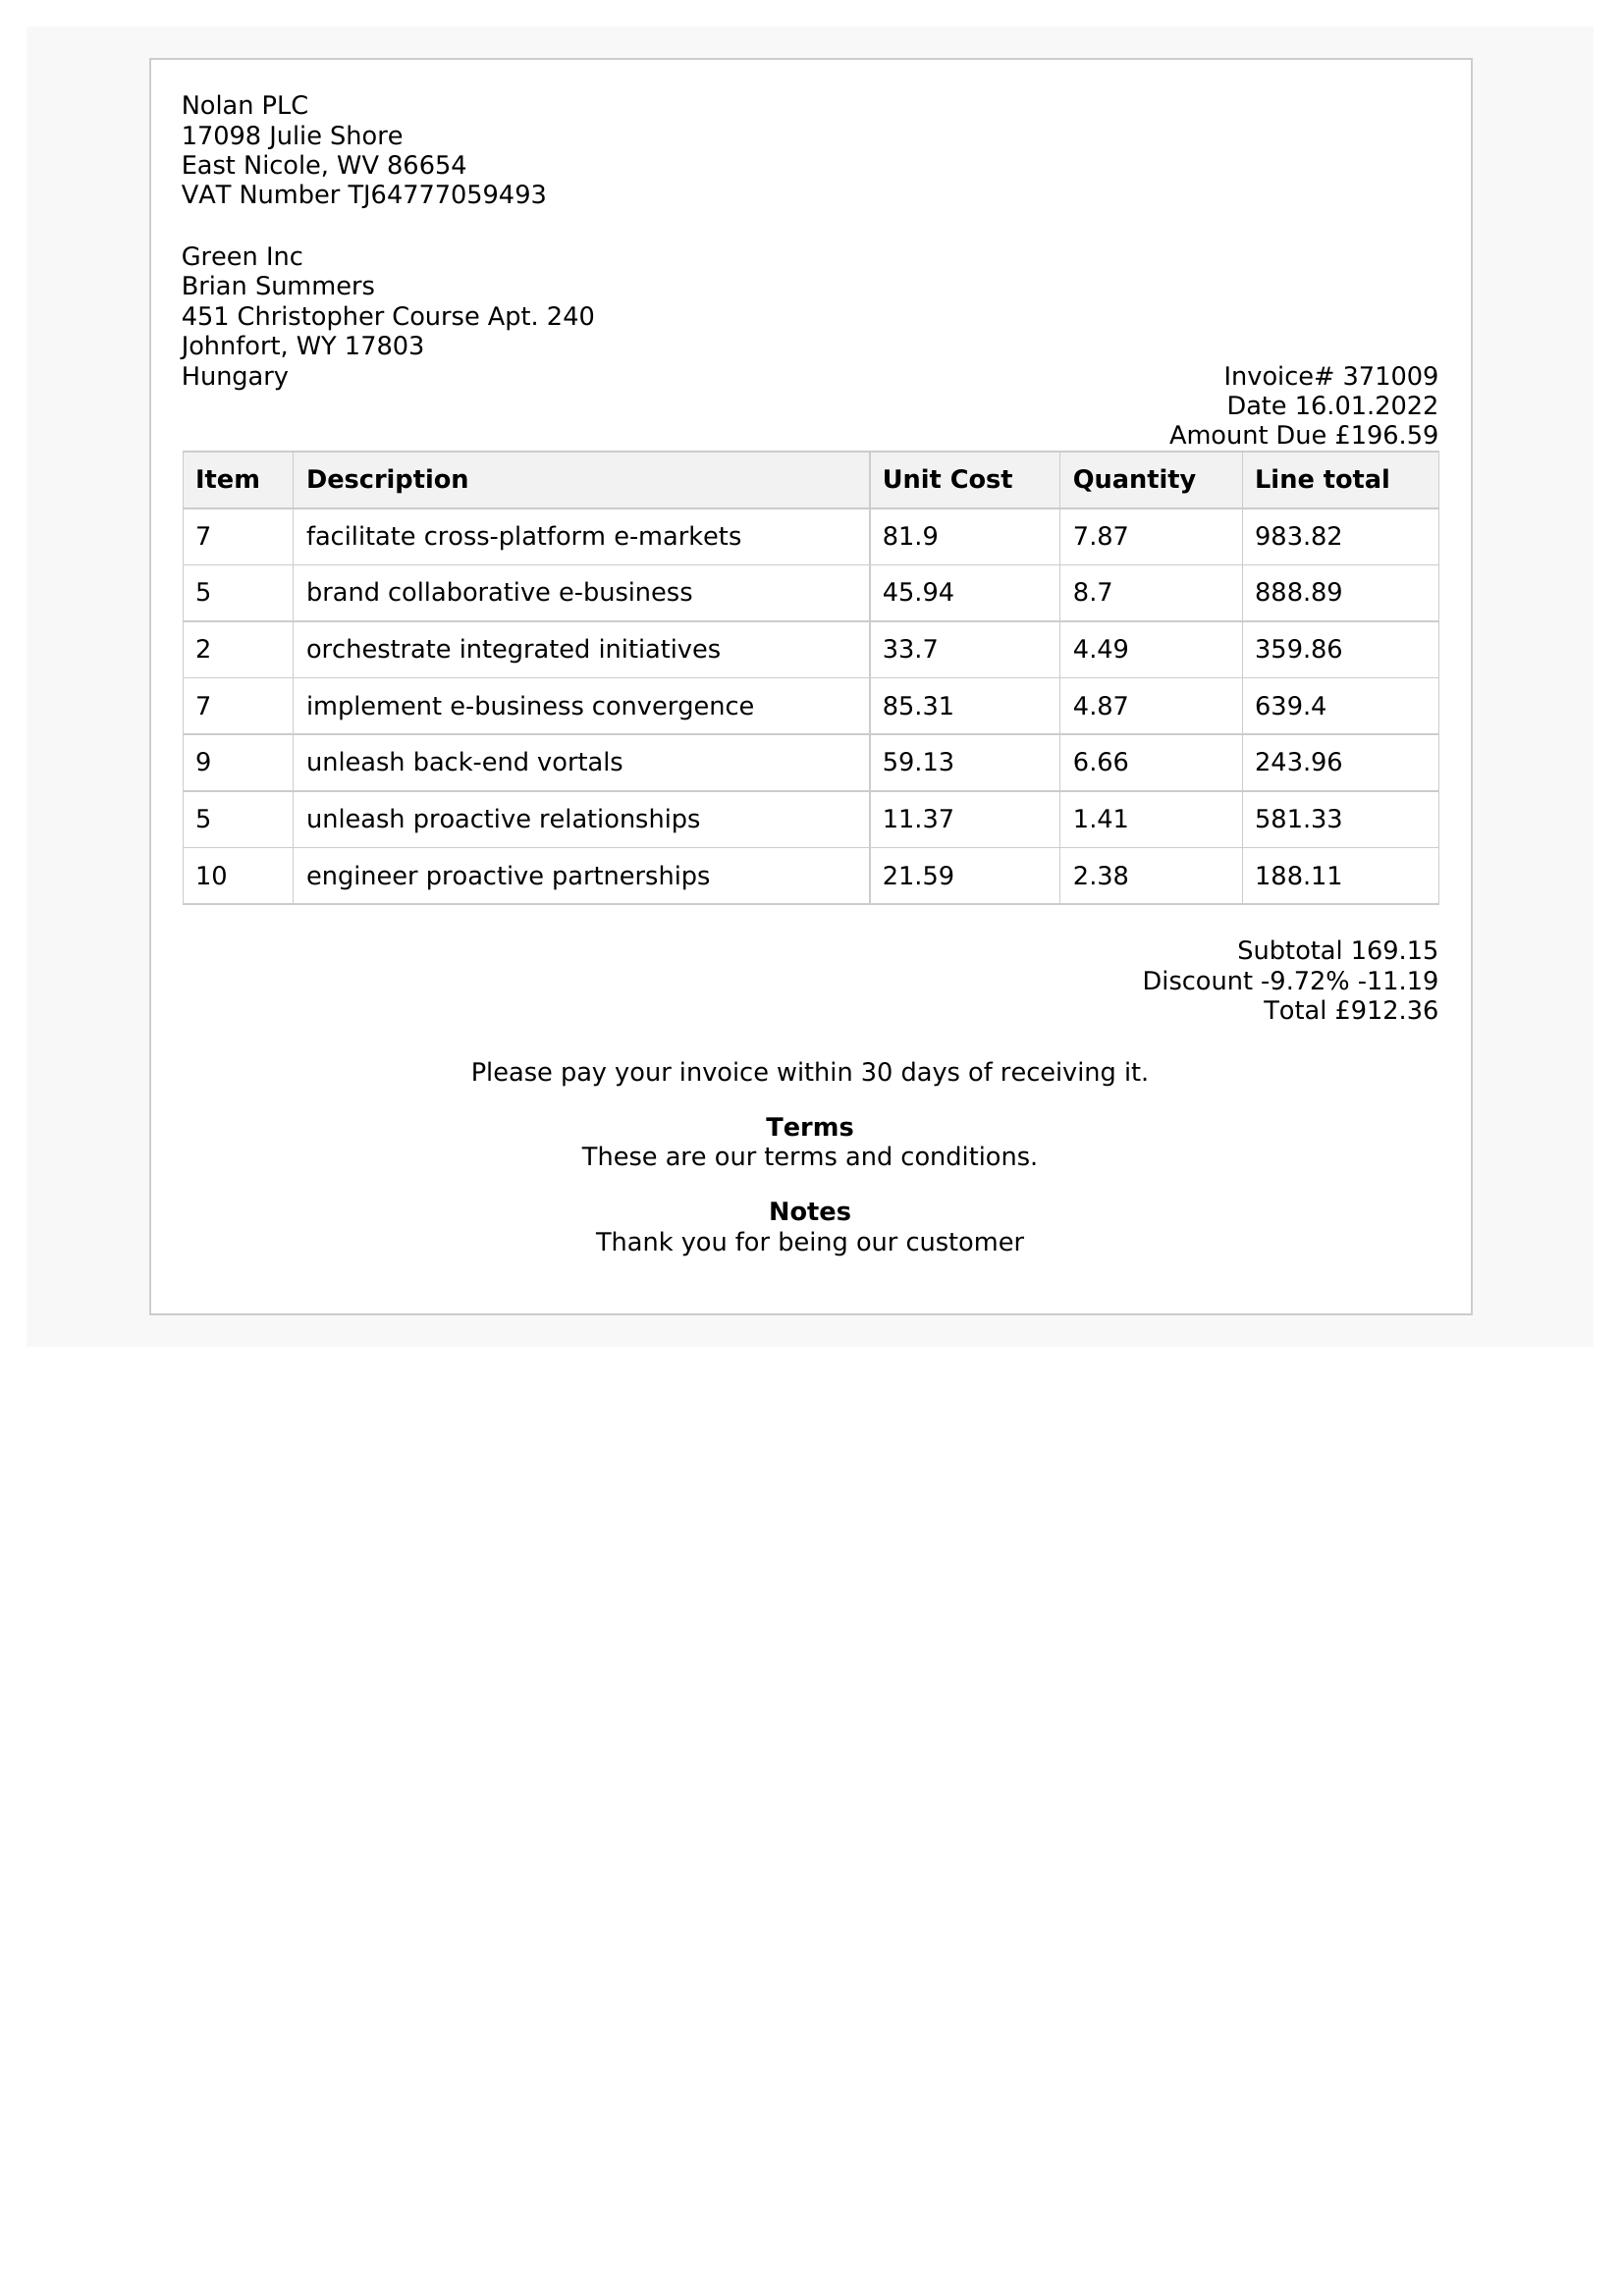 Nolan PLC
17098 Julie Shore
East Nicole, WV 86654
VAT Number TJ64777059493
Green Inc
Brian Summers
451 Christopher Course Apt. 240
Johnfort, WY 17803
Hungary
Invoice# 371009
Date 16.01.2022
Amount Due £196.59
Item Description Unit Cost Quantity Line total
7 facilitate cross-platform e-markets 81.9 7.87 983.82
5 brand collaborative e-business 45.94 8.7 888.89
2 orchestrate integrated initiatives 33.7 4.49 359.86
7 implement e-business convergence 85.31 4.87 639.4
9 unleash back-end vortals 59.13 6.66 243.96
5 unleash proactive relationships 11.37 1.41 581.33
10 engineer proactive partnerships 21.59 2.38 188.11
Subtotal 169.15
Discount -9.72% -11.19
Total £912.36
Please pay your invoice within 30 days of receiving it.
Terms
These are our terms and conditions.
Notes
Thank you for being our customer